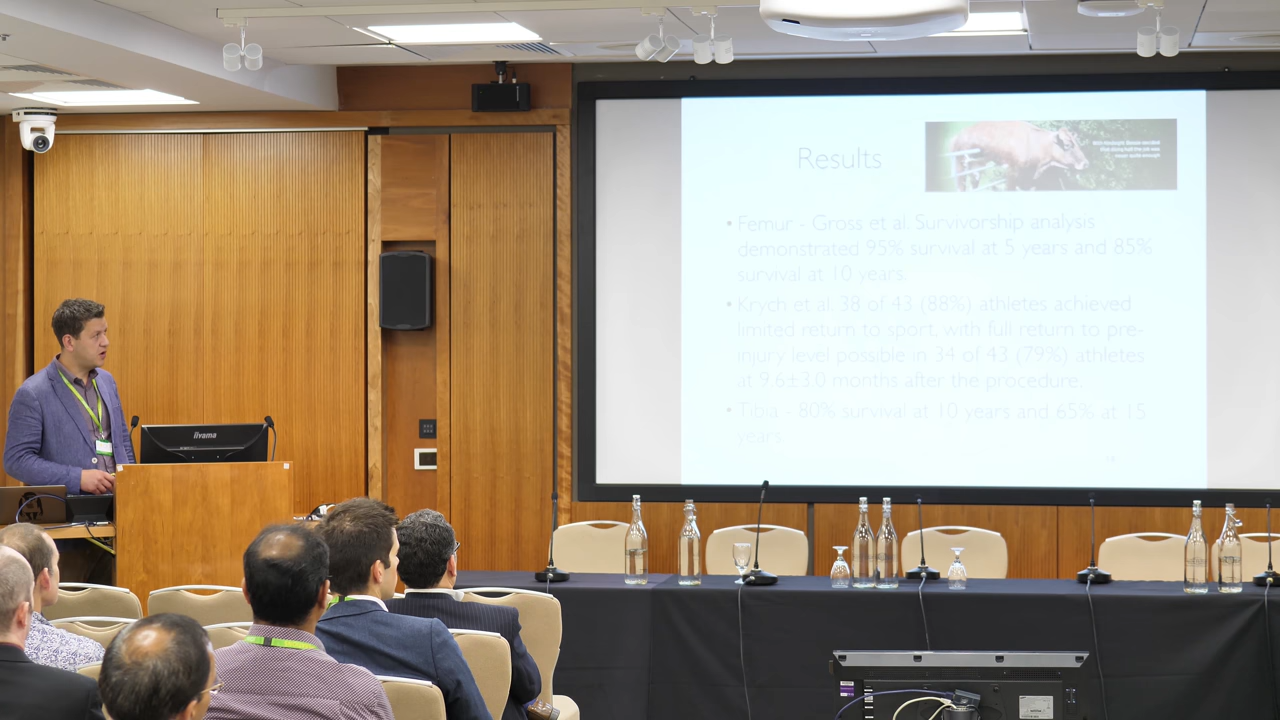 Results
• Femur - Gross et al. Survivorship analysis
demonstrated 95% survival at 5 years and 85%
survival at 10 years.
• Krych et al. 38 of 43 (88%) athletes achieved
limited return to sport, with full return to pre-
injury level possible in 34 of 43 (79%) athletes
at 9.6±3.0 months after the procedure.
• Tibia - 80% survival at 10 years and 65% at 15
years.
iiyama